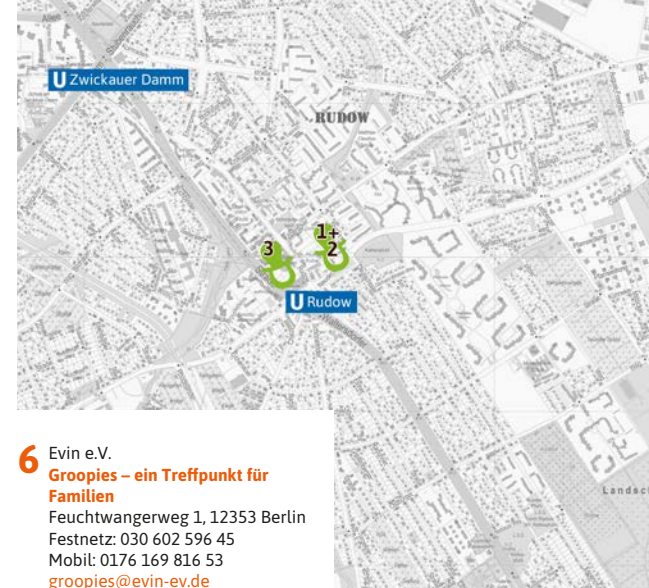 U Zwickauer Damm
RUDOW
1+
2
3
U Rudow
Landsc
6 Evin e.V.
Groopies – ein Treffpunkt für
Familien
Feuchtwangerweg 1, 12353 Berlin
Festnetz: 030 602 596 45
Mobil: 0176 169 816 53
groopies@evin-ev.de